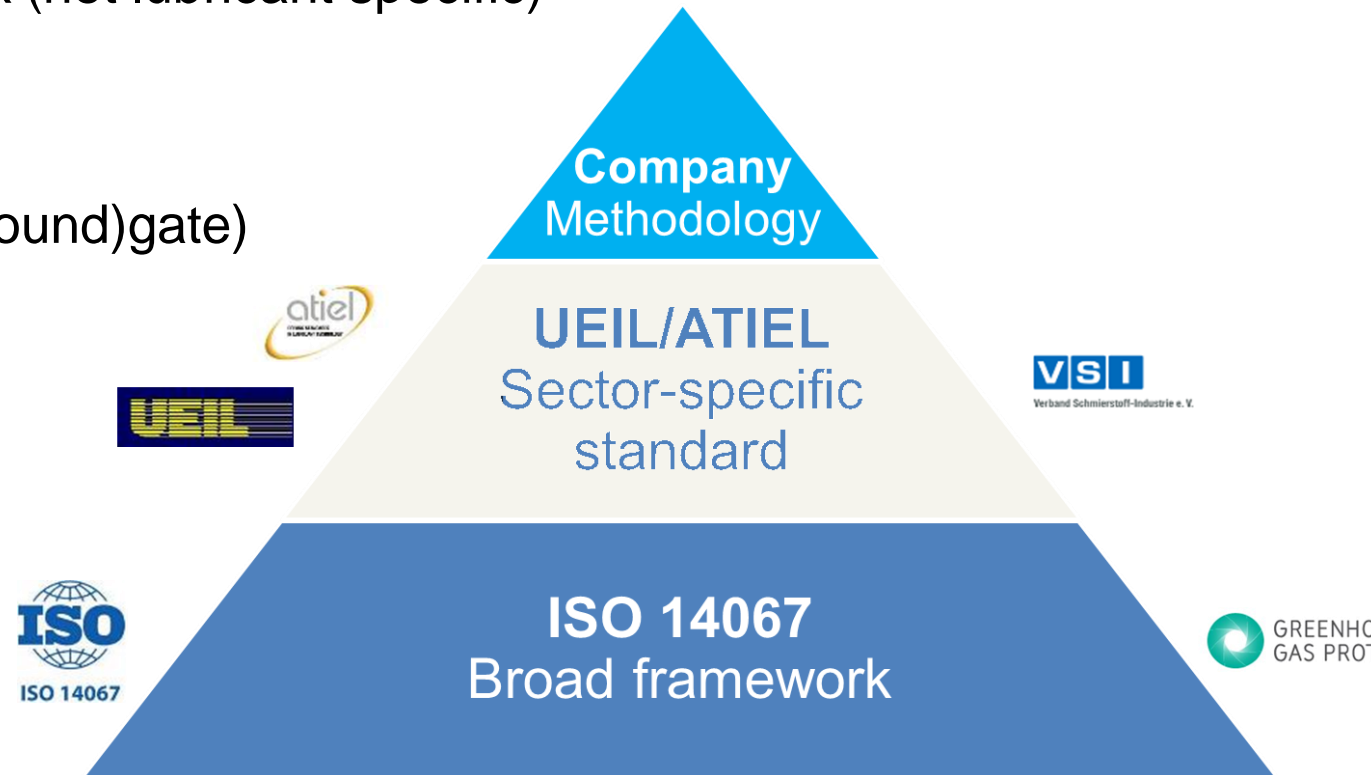 (not lubricant specific)
Company
Methodology
ound)gate)
atiel
UEIL/ATIEL
Sector-specific
standard
UEIL
VSI
Verband Schmierstoff-Industrie e. V.
ISO
ISO 14067
ISO 14067
Broad framework
GREENHO
GAS PROT